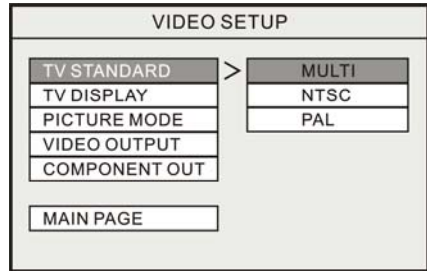 VIDEO SETUP
TV STANDARD > MULTI
TV DISPLAY NTSC
PICTURE MODE PAL
VIDEO OUTPUT
COMPONENT OUT
MAIN PAGE